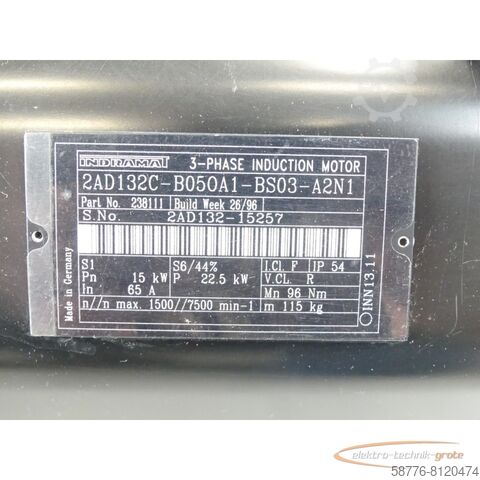 INDRAMAT 3-PHASE INDUCTION MOTOR
2AD132C-B050A1-BS03-A2N1
Part No. 238111 Build Week 26/96
S.No. 2AD132-15257
Made in Germany
S1 S6/44% I.Cl. F IP 54
Pn 15 kW P 22.5 kW V.CL. R
In 65 A Mn 96 Nm
n//n max. 1500//7500 min-1 m 115 kg
INN13.11
elektro-technik-grote
58776-8120474